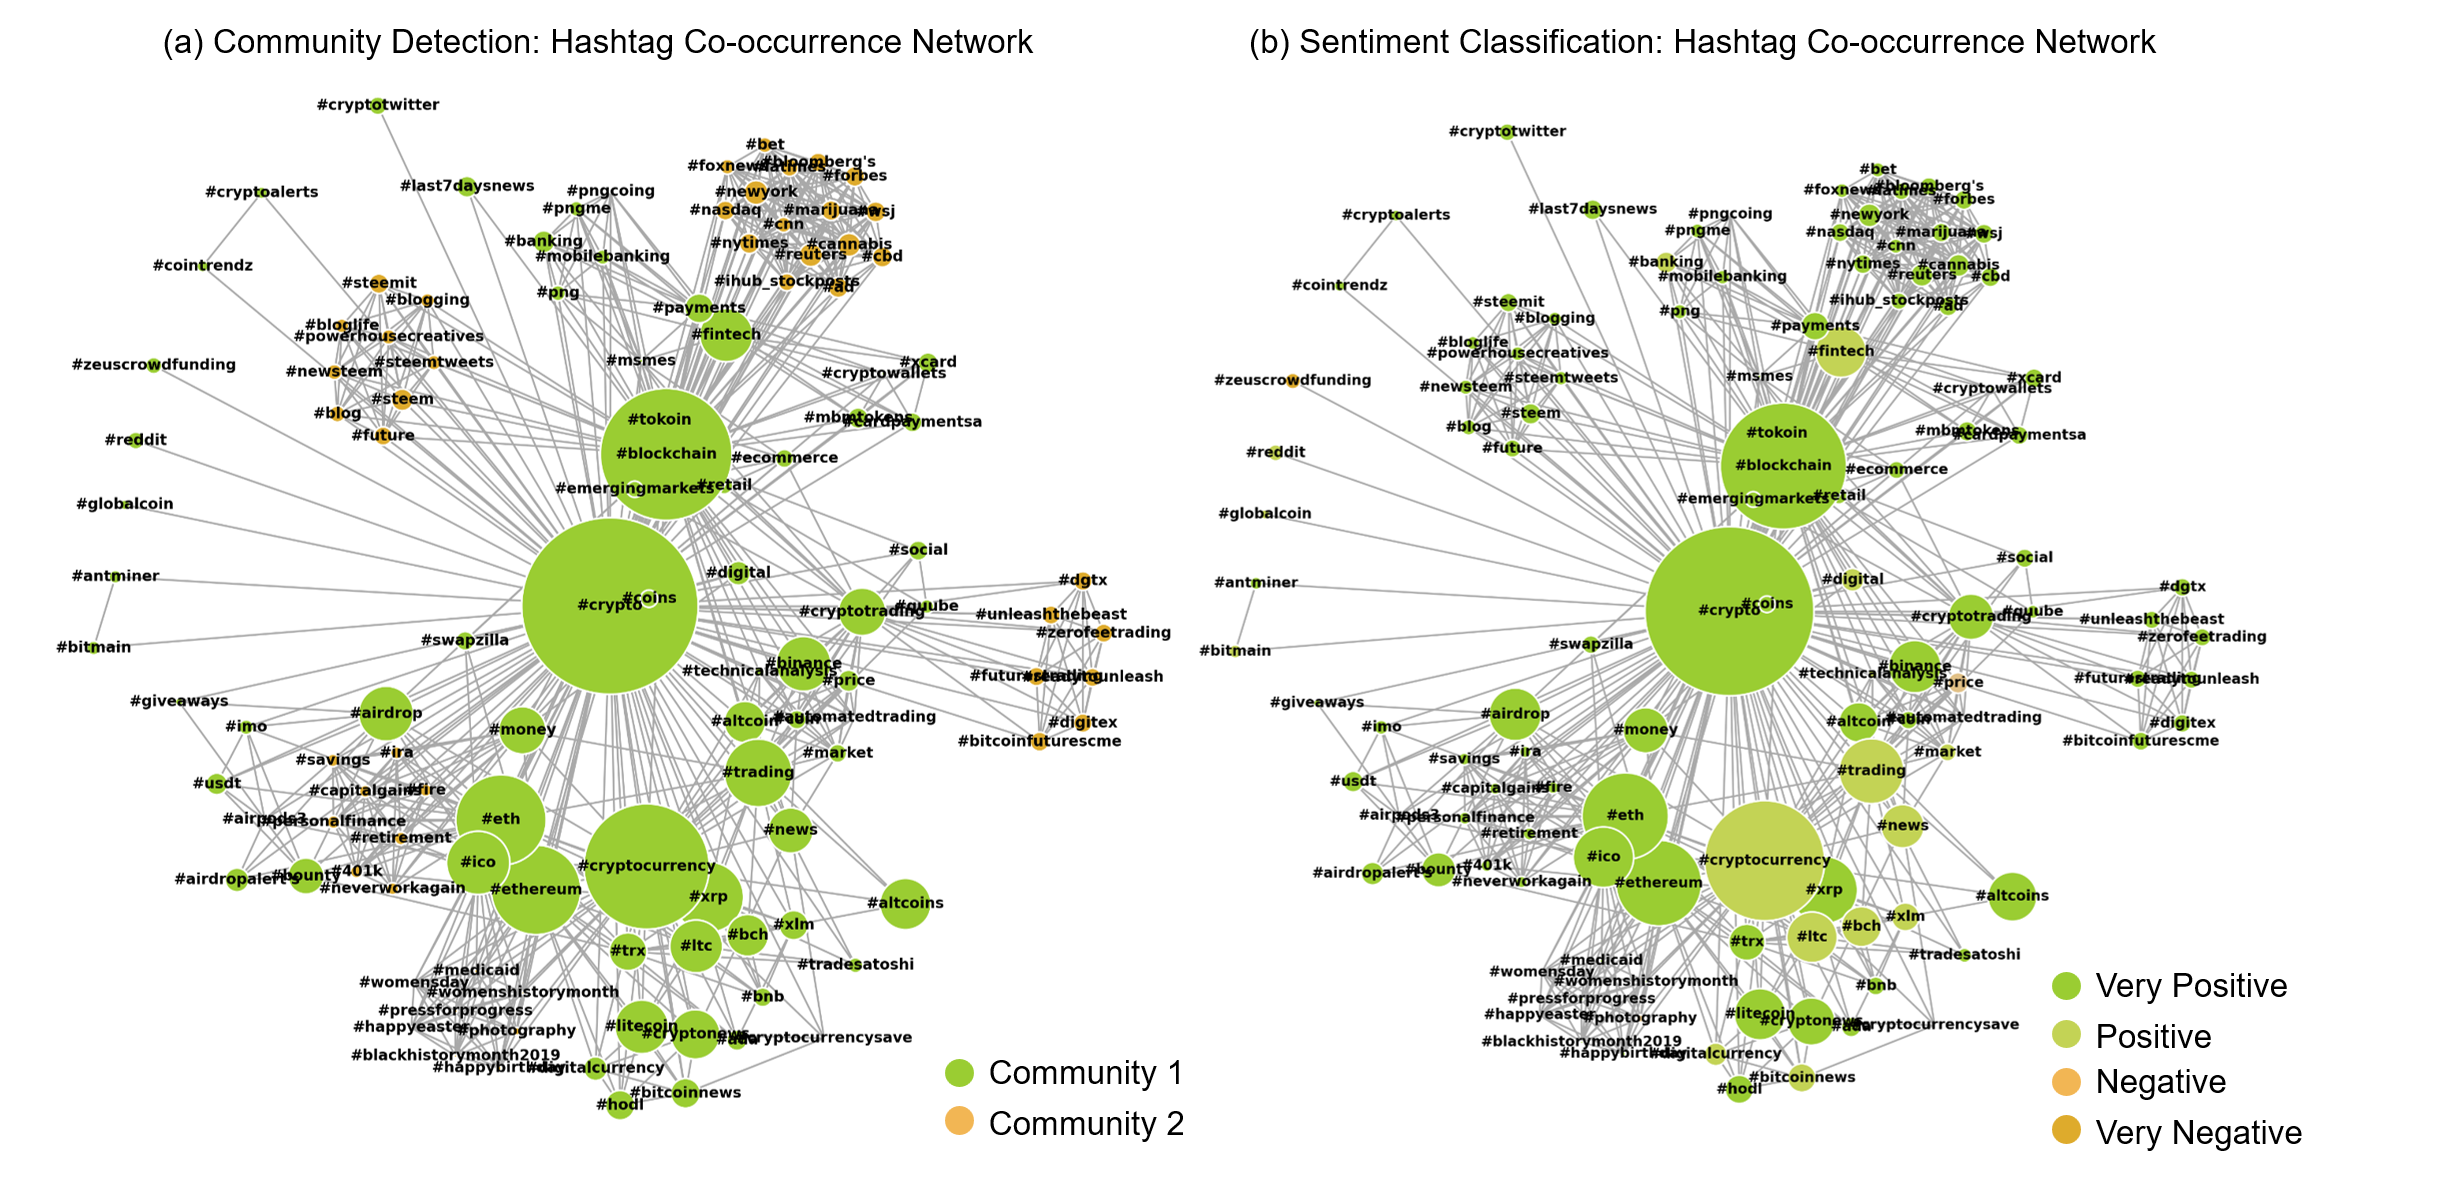 (a) Community Detection: Hashtag Co-occurrence Network
#cryptotwitter
#bet
#foxnews
#latimes
#bloomberg's
#forbes
#cryptoalerts
#last7daysnews
#pngcoing
#newyork
#pngme
#nasdaq
#marijuana
#wsj
#cnn
#banking
#nytimes
#cannabis
#mobilebanking
#reuters
#cbd
#cointrendz
#steemit
#ihub_stockposts
#ad
#png
#blogging
#payments
#bloglife
#powerhousecreatives
#fintech
#zeuscrowdfunding
#steemtweets
#msmes
#xcard
#newsteem
#cryptowallets
#steem
#blog
#tokoin
#mbmtokens
#cardpaymentsa
#future
#reddit
#blockchain
#ecommerce
#emergingmarkets
#retail
#globalcoin
#social
#antminer
#digital
#dgtx
#crypto
#coins
#cryptotrading
#quube
#unleashthebeast
#zerofeetrading
#bitmain
#swapzilla
#binance
#technicalanalysis
#price
#futurestrading
#readytounleash
#giveaways
#airdrop
#imo
#money
#altcoin
#coin
#automatedtrading
#digitex
#bitcoinfuturescme
#savings
#ira
#market
#trading
#usdt
#capitalgains
#fire
#airpods3
#personalfinance
#eth
#retirement
#news
#ico
#cryptocurrency
#airdropalert's
#bounty
#401k
#neverworkagain
#ethereum
#xrp
#altcoins
#xlm
#bch
#ltc
#trx
#tradesatoshi
#medicaid
#womensday
#womenshistorymonth
#bnb
#pressforprogress
#happyeaster
#photography
#litecoin
#cryptonews
#ada
#cryptocurrencysave
#blackhistorymonth2019
#happybirthday
#digitalcurrency
#bitcoinnews
#hodl
Community 1
Community 2
(b) Sentiment Classification: Hashtag Co-occurrence Network
#cryptotwitter
#bet
#foxnews
#latimes
#bloomberg's
#forbes
#cryptoalerts
#last7daysnews
#pngcoing
#newyork
#pngme
#nasdaq
#marijuana
#wsj
#cnn
#banking
#nytimes
#cannabis
#mobilebanking
#reuters
#cbd
#cointrendz
#steemit
#ihub_stockposts
#ad
#png
#blogging
#payments
#bloglife
#powerhousecreatives
#fintech
#zeuscrowdfunding
#steemtweets
#msmes
#xcard
#newsteem
#cryptowallets
#steem
#blog
#tokoin
#mbmtokens
#cardpaymentsa
#future
#reddit
#blockchain
#ecommerce
#emergingmarkets
#retail
#globalcoin
#social
#antminer
#digital
#dgtx
#crypto
#coins
#cryptotrading
#quube
#unleashthebeast
#zerofeetrading
#bitmain
#swapzilla
#binance
#technicalanalysis
#price
#futurestrading
#readytounleash
#giveaways
#airdrop
#imo
#money
#altcoin
#coin
#automatedtrading
#digitex
#bitcoinfuturescme
#savings
#ira
#market
#trading
#usdt
#capitalgains
#fire
#airpods3
#personalfinance
#eth
#retirement
#news
#ico
#cryptocurrency
#airdropalert's
#bounty
#401k
#neverworkagain
#ethereum
#xrp
#altcoins
#xlm
#bch
#ltc
#trx
#tradesatoshi
#medicaid
#womensday
#womenshistorymonth
#bnb
#pressforprogress
#happyeaster
#photography
#litecoin
#cryptonews
#ada
#cryptocurrencysave
#blackhistorymonth2019
#happybirthday
#digitalcurrency
#bitcoinnews
#hodl
Very Positive
Positive
Negative
Very Negative